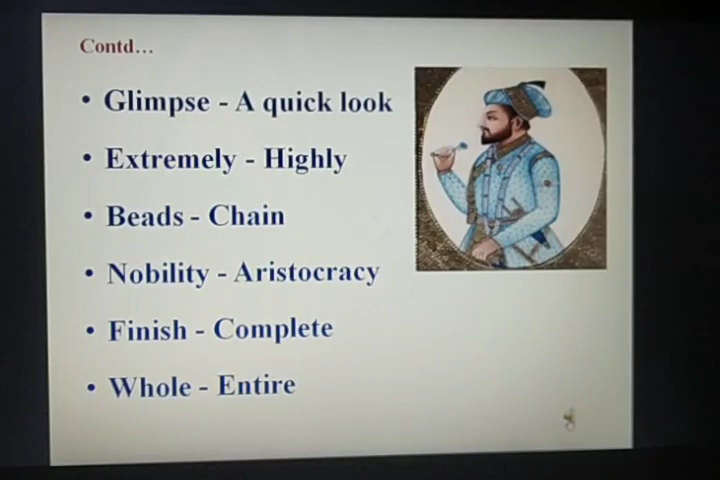 Contd...
• Glimpse - A quick look
• Extremely - Highly
• Beads - Chain
• Nobility - Aristocracy
• Finish - Complete
• Whole - Entire